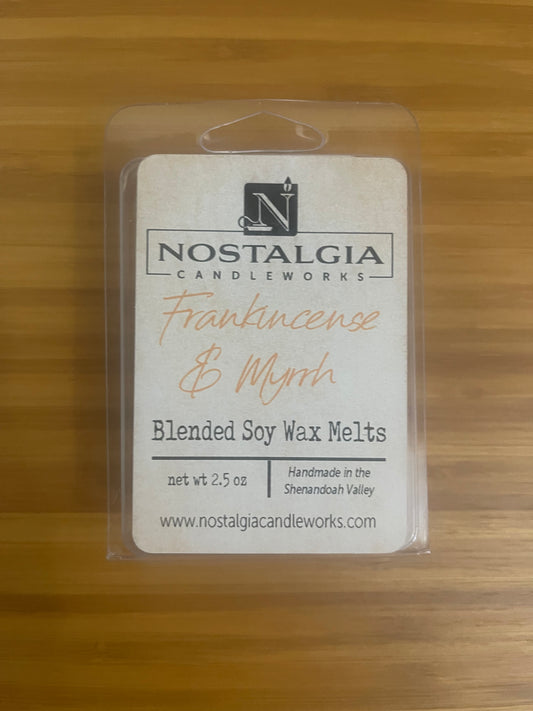 N
NOSTALGIA
CANDLEWORKS
Frankincense
& Myrrh
Blended Soy Wax Melts
net wt 2.5 oz
Handmade in the
Shenandoah Valley
www.nostalgiacandleworks.com